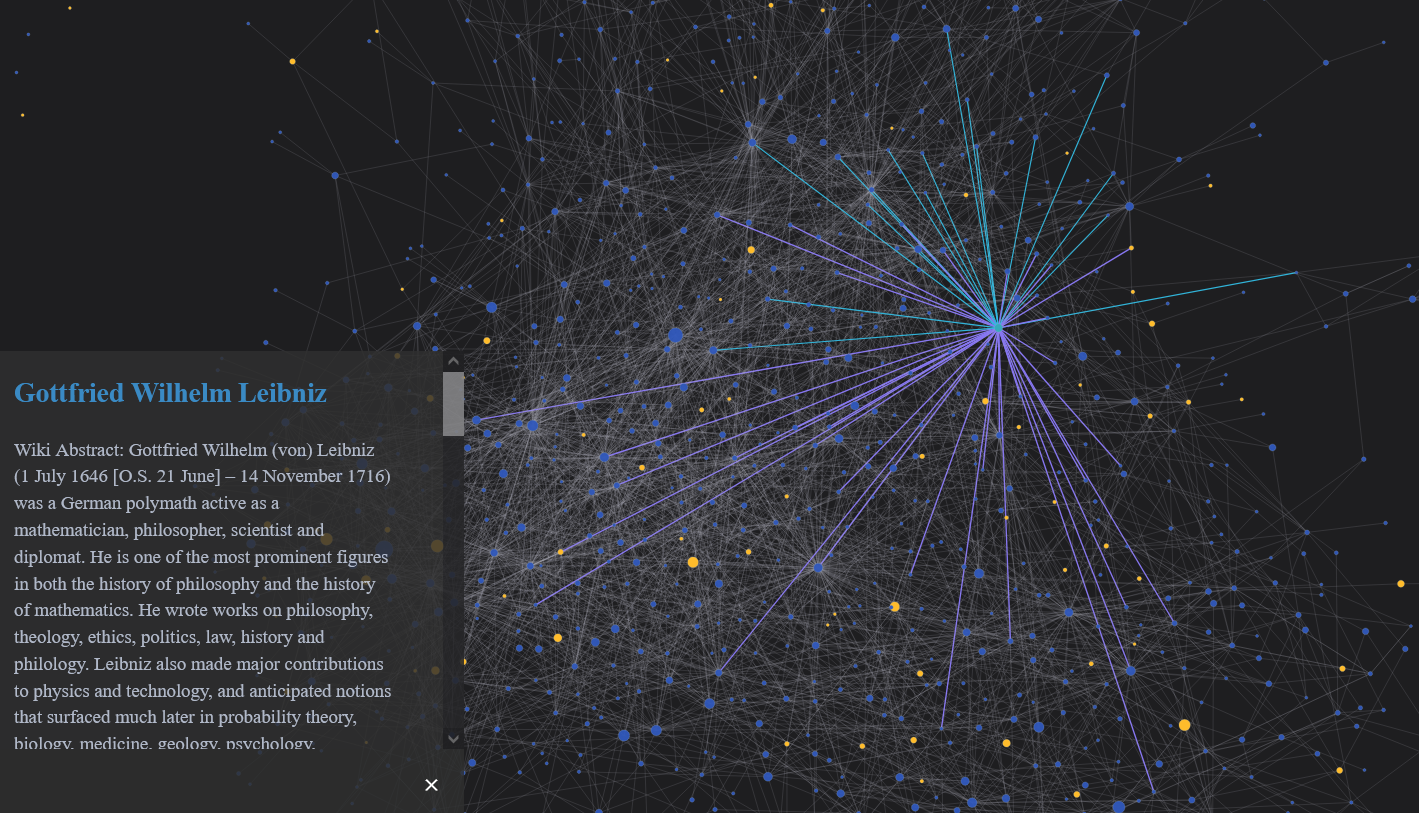 Gottfried Wilhelm Leibniz
Wiki Abstract: Gottfried Wilhelm (von) Leibniz
(1 July 1646 [O.S. 21 June] – 14 November 1716)
was a German polymath active as a
mathematician, philosopher, scientist and
diplomat. He is one of the most prominent figures
in both the history of philosophy and the history
of mathematics. He wrote works on philosophy,
theology, ethics, politics, law, history and
philology. Leibniz also made major contributions
to physics and technology, and anticipated notions
that surfaced much later in probability theory,
biology, medicine, geology, psychology,